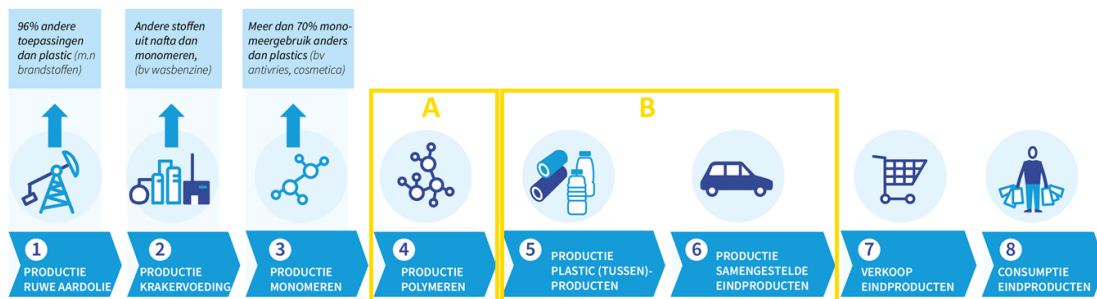 96% andere
toepassingen
dan plastic (m.n
brandstoffen)
Andere stoffen
uit nafta dan
monomeren,
(bv wasbenzine)
Meer dan 70% mono-
meergebruik anders
dan plastics (bv
antivries, cosmetica)
A
B
1
PRODUCTIE
RUWE AARDOLIE
2
PRODUCTIE
KRAKERVOEDING
3
PRODUCTIE
MONOMEREN
4
PRODUCTIE
POLYMEREN
5
PRODUCTIE
PLASTIC (TUSSEN)-
PRODUCTEN
6
PRODUCTIE
SAMENGESTELDE
EINDPRODUCTEN
7
VERKOOP
EINDPRODUCTEN
8
CONSUMPTIE
EINDPRODUCTEN